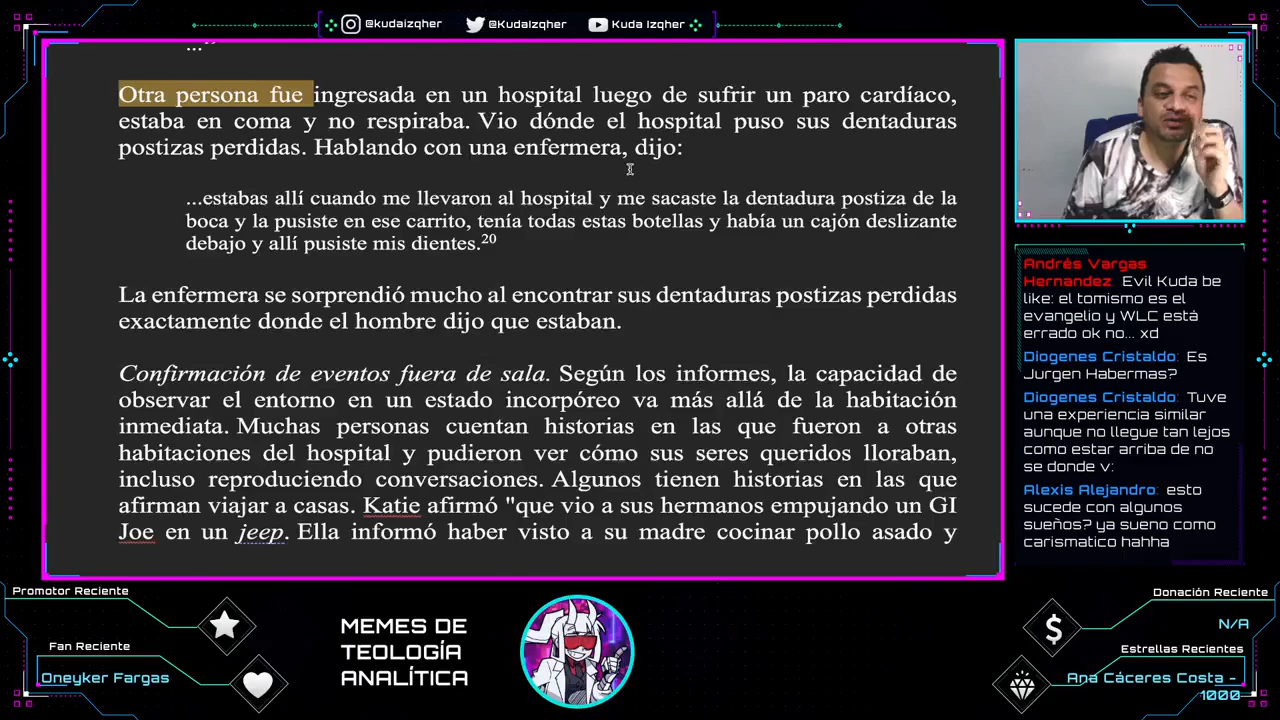 @kudaizqher
@Kudaizqher
Kuda Izqher
..."
Otra persona fue ingresada en un hospital luego de sufrir un paro cardíaco,
estaba en coma y no respiraba. Vio dónde el hospital puso sus dentaduras
postizas perdidas. Hablando con una enfermera, dijo:
...estabas allí cuando me llevaron al hospital y me sacaste la dentadura postiza de la
boca y la pusiste en ese carrito, tenía todas estas botellas y había un cajón deslizante
debajo y allí pusiste mis dientes.20
La enfermera se sorprendió mucho al encontrar sus dentaduras postizas perdidas
exactamente donde el hombre dijo que estaban.
Confirmación de eventos fuera de sala. Según los informes, la capacidad de
observar el entorno en un estado incorpóreo va más allá de la habitación
inmediata. Muchas personas cuentan historias en las que fueron a otras
habitaciones del hospital y pudieron ver cómo sus seres queridos lloraban,
incluso reproduciendo conversaciones. Algunos tienen historias en las que
afirman viajar a casas. Katie afirmó "que vio a sus hermanos empujando un GI
Joe en un jeep. Ella informó haber visto a su madre cocinar pollo asado y
Andrés Vargas
Hernandez: Evil Kuda be
like: el tomismo es el
evangelio y WLC está
errado ok no... xd
Diogenes Cristaldo: Es
Jurgen Habermas?
Diogenes Cristaldo: Tuve
una experiencia similar
aunque no llegue tan lejos
como estar arriba de no
se donde v:
Alexis Alejandro: esto
sucede con algunos
sueños? ya sueno como
carismatico hahha
Promotor Reciente
Fan Reciente
Oneyker Fargas
MEMES DE
TEOLOGÍA
ANALÍTICA
Donación Reciente
N/A
Estrellas Recientes
Ana Cáceres Costa -
1000